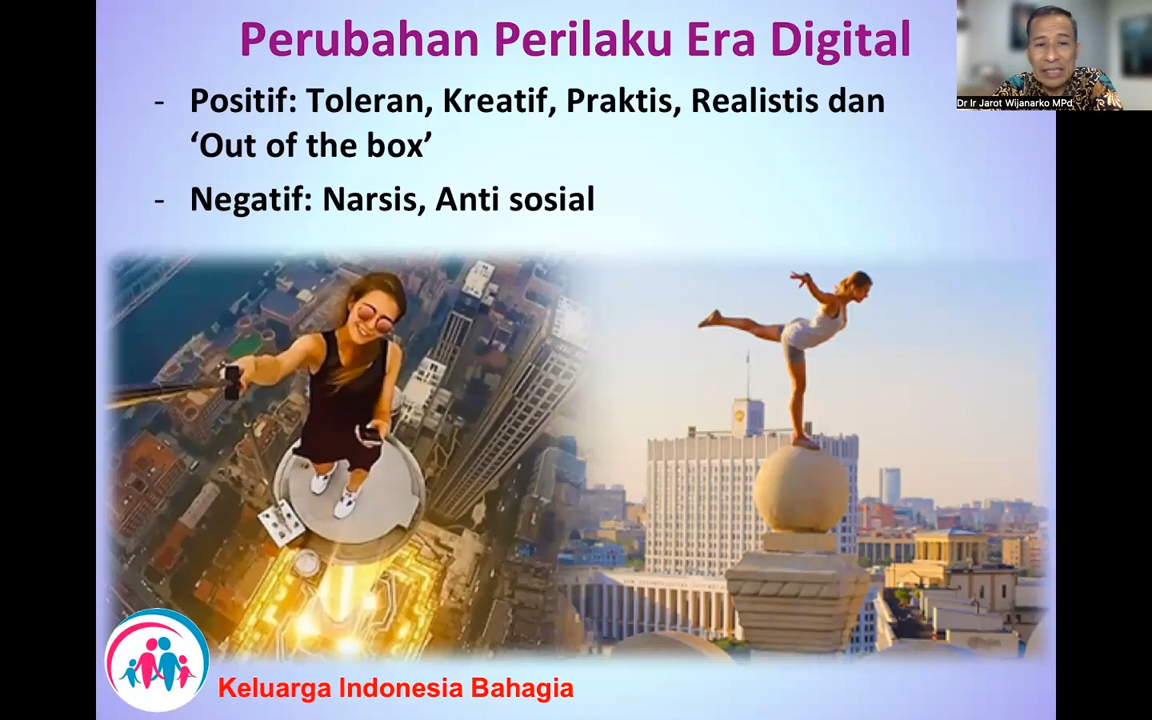 Perubahan Perilaku Era Digital
Dr Ir Jarot Wijanarko MPd
- Positif: Toleran, Kreatif, Praktis, Realistis dan
‘Out of the box’
- Negatif: Narsis, Anti sosial
Keluarga Indonesia Bahagia